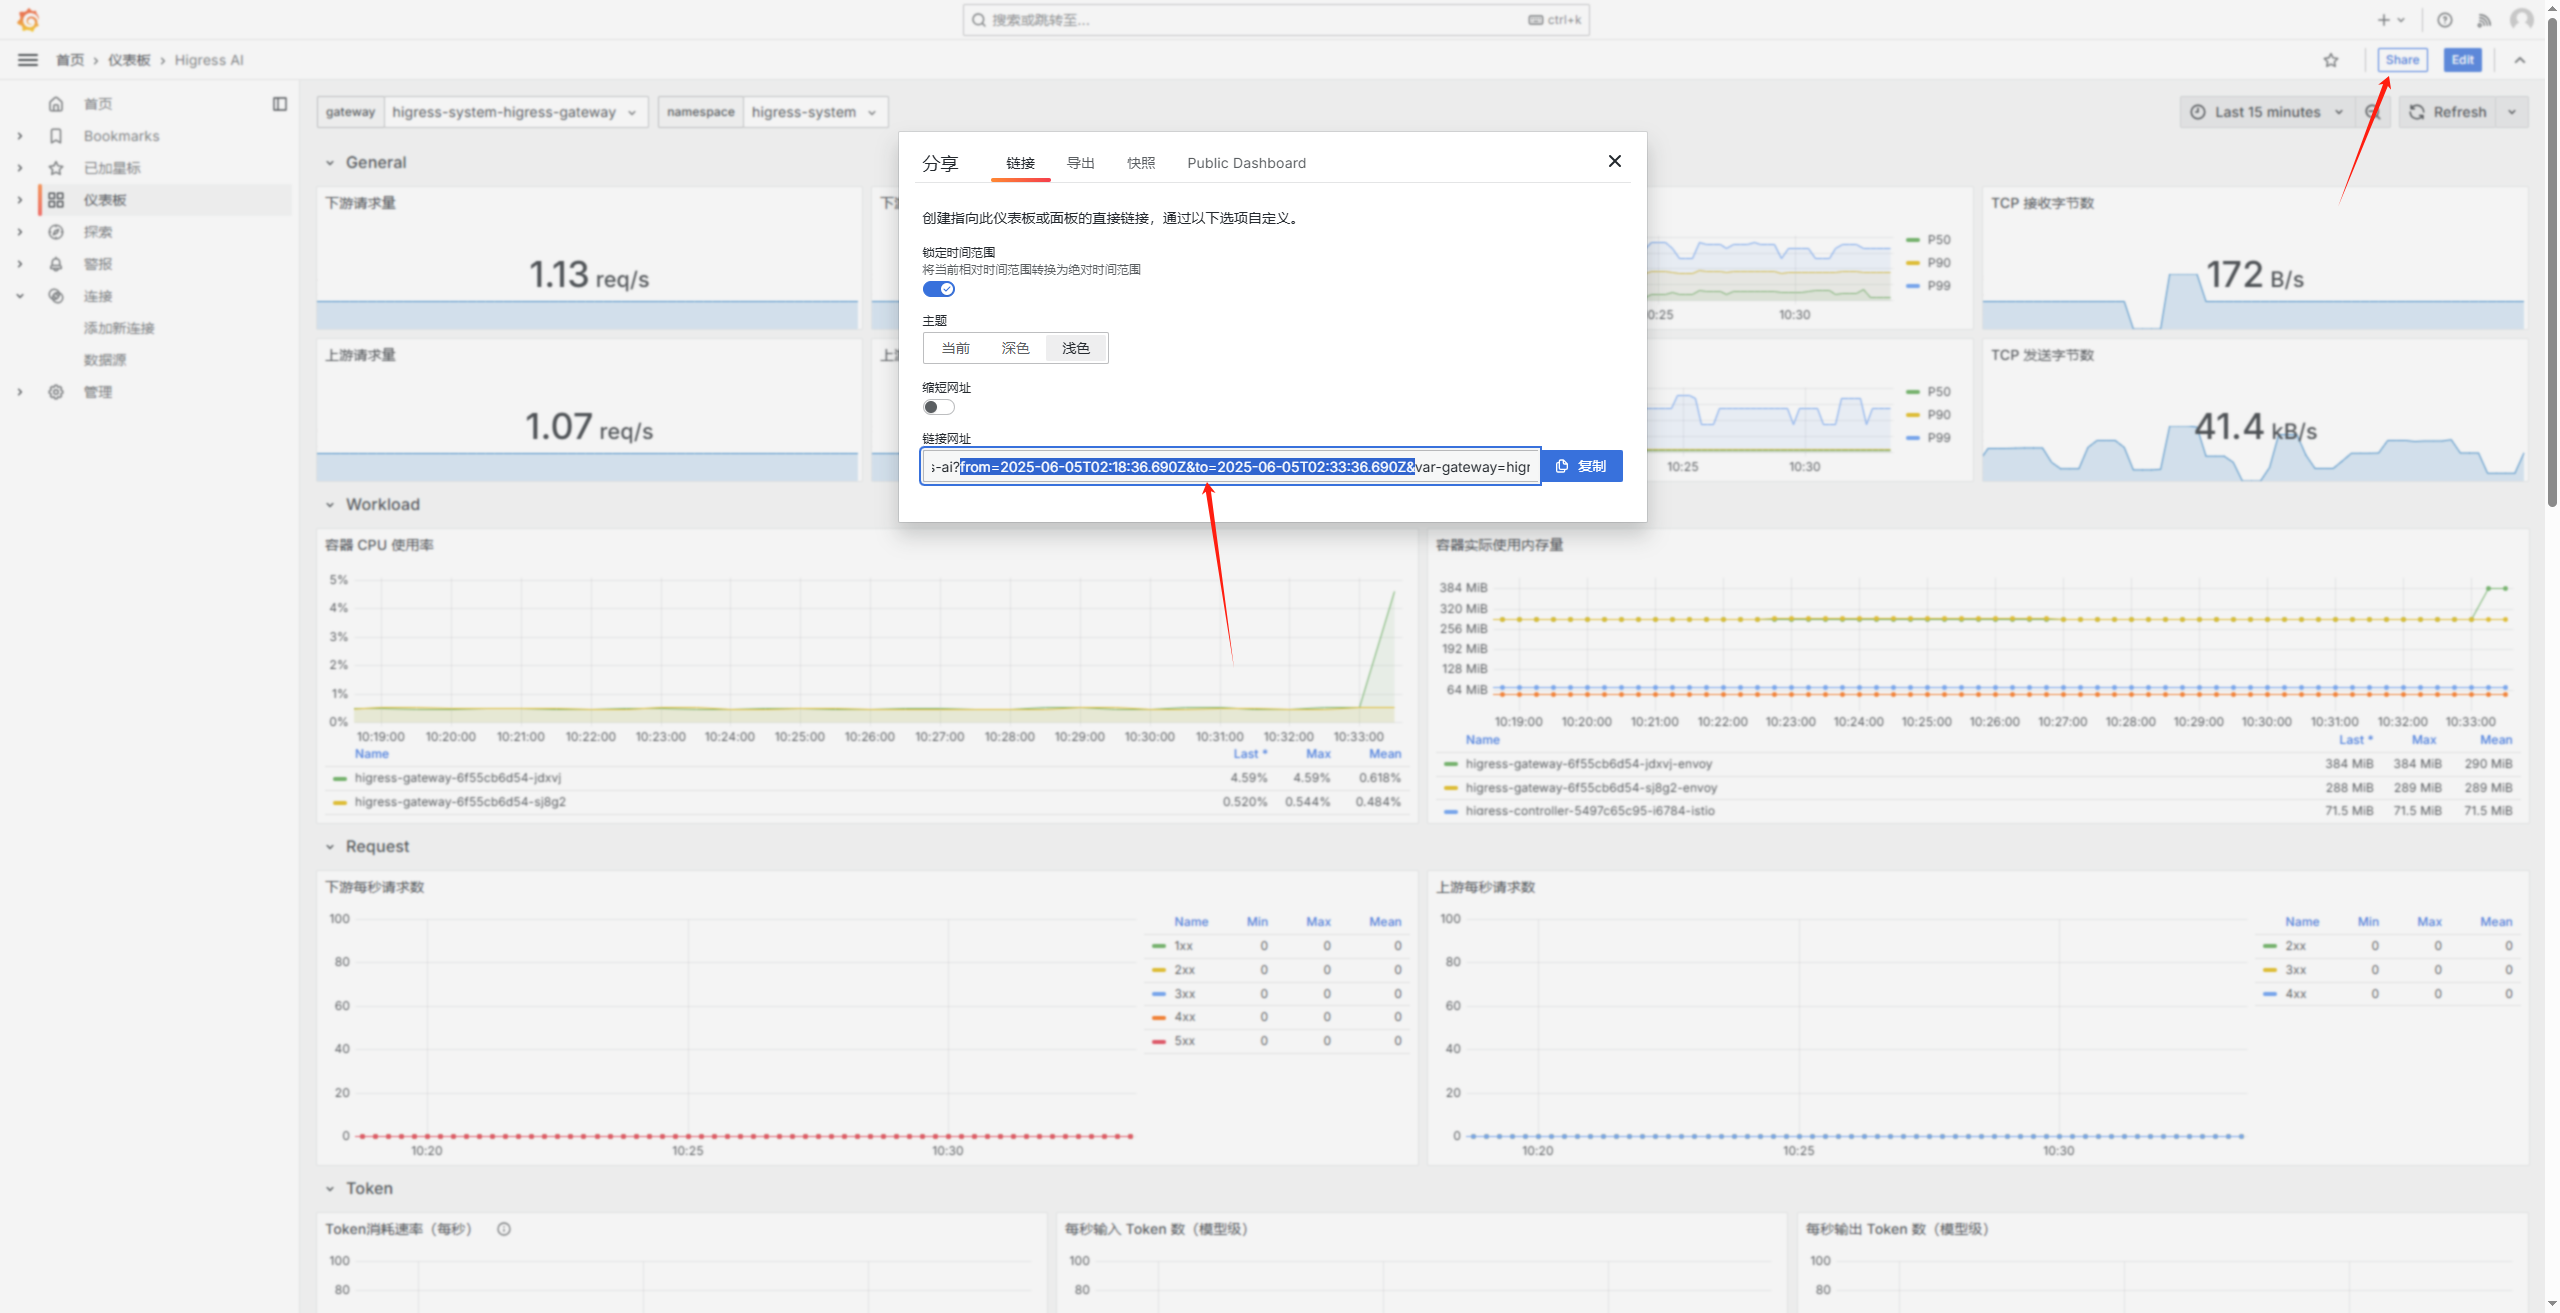 搜索或跳转至...
ctrl+k
首页 › 仪表板 › Higress AI
Share
Edit
首页
Bookmarks
已加星标
仪表板
探索
警报
连接
添加新连接
数据源
管理
gateway
higress-system-higress-gateway
namespace
higress-system
Last 15 minutes
Refresh
General
下游请求量
1.13 req/s
上游请求量
1.07 req/s
分享
链接
导出
快照
Public Dashboard
创建指向此仪表板或面板的直接链接，通过以下选项自定义。
锁定时间范围
将当前相对时间范围转换为绝对时间范围
主题
当前
深色
浅色
缩短网址
链接网址
s-ai?from=2025-06-05T02:18:36.690Z&to=2025-06-05T02:33:36.690Z&var-gateway=higr
复制
P50
P90
P99
10:30
P50
P90
P99
10:25
10:30
TCP 接收字节数
172 B/s
TCP 发送字节数
41.4 kB/s
Workload
容器 CPU 使用率
5%
4%
3%
2%
1%
0%
10:19:00 10:20:00 10:21:00 10:22:00 10:23:00 10:24:00 10:25:00 10:26:00 10:27:00 10:28:00 10:29:00 10:30:00 10:31:00 10:32:00 10:33:00
Name Last * Max Mean
higress-gateway-6f55cb6d54-jdxvj 4.59% 4.59% 0.618%
higress-gateway-6f55cb6d54-sj8g2 0.520% 0.544% 0.484%
容器实际使用内存量
384 MiB
320 MiB
256 MiB
192 MiB
128 MiB
64 MiB
10:19:00 10:20:00 10:21:00 10:22:00 10:23:00 10:24:00 10:25:00 10:26:00 10:27:00 10:28:00 10:29:00 10:30:00 10:31:00 10:32:00 10:33:00
Name Last * Max Mean
higress-gateway-6f55cb6d54-jdxvj-envoy 384 MiB 384 MiB 290 MiB
higress-gateway-6f55cb6d54-sj8g2-envoy 288 MiB 289 MiB 289 MiB
higress-controller-5497c65c95-i6784-istio 71.5 MiB 71.5 MiB 71.5 MiB
Request
下游每秒请求数
100
80
60
40
20
0
10:20 10:25 10:30
Name Min Max Mean
1xx 0 0 0
2xx 0 0 0
3xx 0 0 0
4xx 0 0 0
5xx 0 0 0
上游每秒请求数
100
80
60
40
20
0
10:20 10:25 10:30
Name Min Max Mean
2xx 0 0 0
3xx 0 0 0
4xx 0 0 0
Token
Token消耗速率（每秒）
100
80
每秒输入 Token 数（模型级）
100
80
每秒输出 Token 数（模型级）
100
80